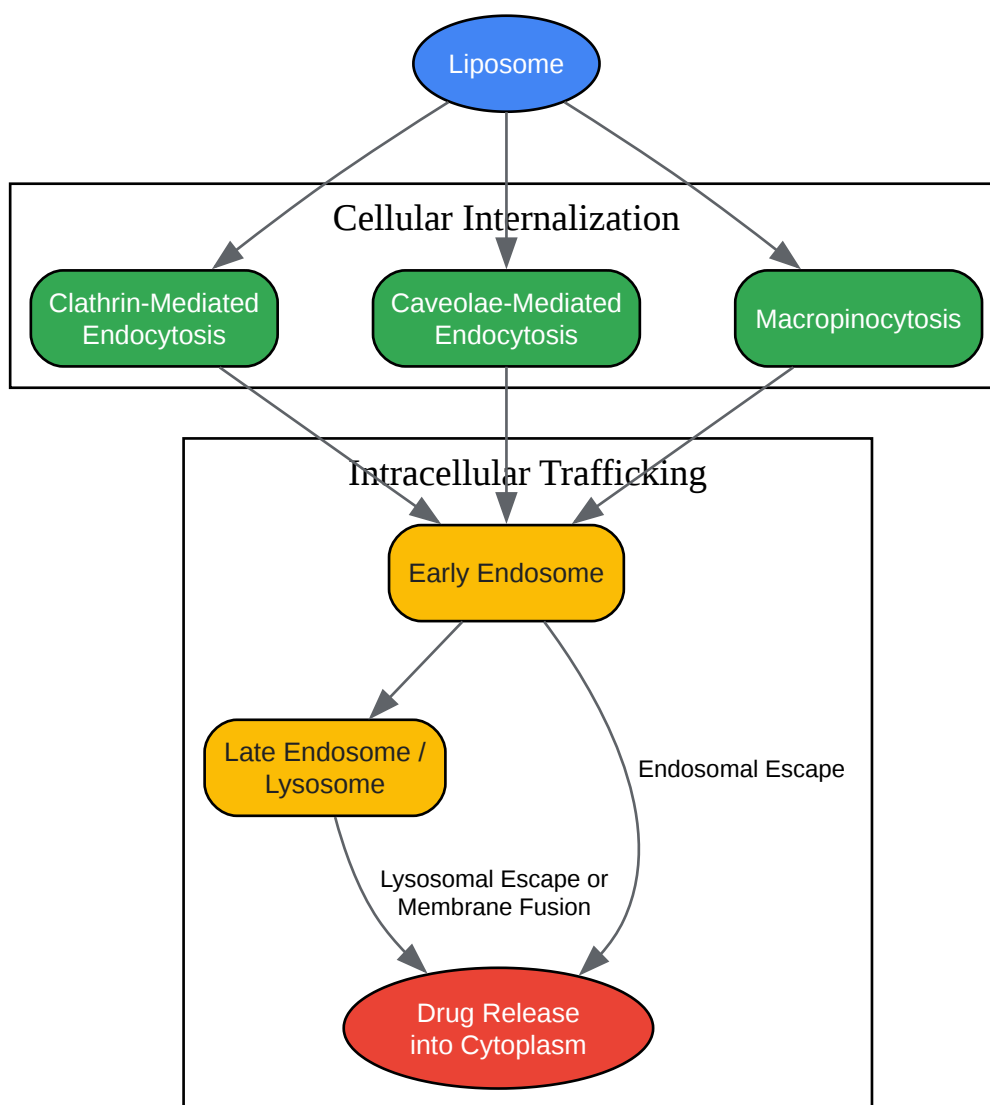 Liposome
Cellular Internalization
Clathrin-Mediated
Endocytosis
Caveolae-Mediated
Endocytosis
Macropinocytosis
Intracellular Trafficking
Early Endosome
Late Endosome /
Lysosome
Endosomal Escape
Lysosomal Escape or
Membrane Fusion
Drug Release
into Cytoplasm